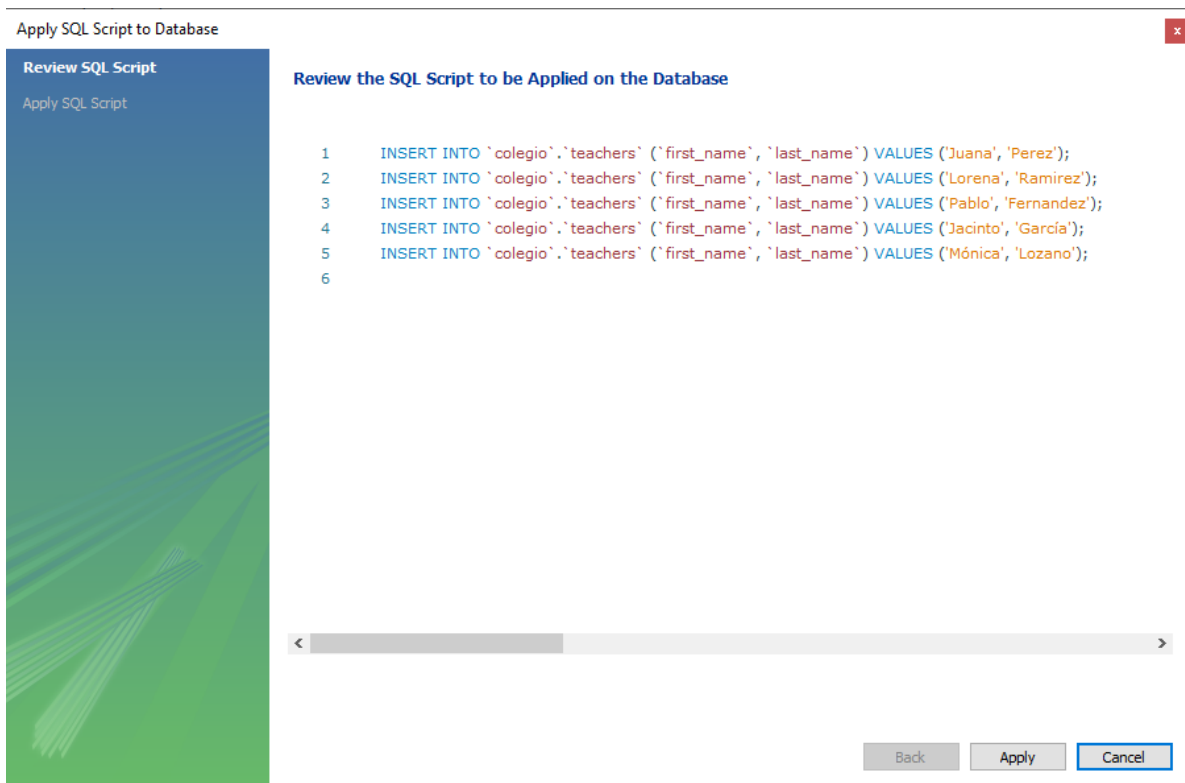 Apply SQL Script to Database
x
Review SQL Script
Apply SQL Script
Review the SQL Script to be Applied on the Database
1 INSERT INTO `colegio`.`teachers` (`first_name`, `last_name`) VALUES ('Juana', 'Perez');
2 INSERT INTO `colegio`.`teachers` (`first_name`, `last_name`) VALUES ('Lorena', 'Ramirez');
3 INSERT INTO `colegio`.`teachers` (`first_name`, `last_name`) VALUES ('Pablo', 'Fernandez');
4 INSERT INTO `colegio`.`teachers` (`first_name`, `last_name`) VALUES ('Jacinto', 'García');
5 INSERT INTO `colegio`.`teachers` (`first_name`, `last_name`) VALUES ('Mónica', 'Lozano');
6
Back Apply Cancel